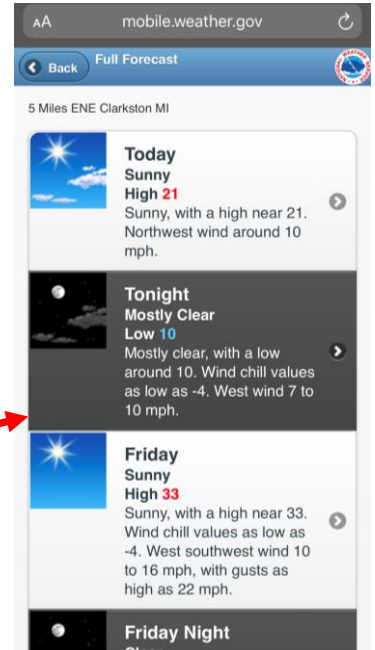 AA
mobile.weather.gov
Back
Full Forecast
5 Miles ENE Clarkston MI
Today
Sunny
High 21
Sunny, with a high near 21.
Northwest wind around 10
mph.
Tonight
Mostly Clear
Low 10
Mostly clear, with a low
around 10. Wind chill values
as low as -4. West wind 7 to
10 mph.
Friday
Sunny
High 33
Sunny, with a high near 33.
Wind chill values as low as
-4. West southwest wind 10
to 16 mph, with gusts as
high as 22 mph.
Friday Night